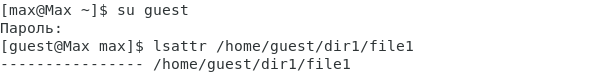 [max@Max ~]$ su guest
Пароль:
[guest@Max max]$ lsattr /home/guest/dir1/file1
---------------- /home/guest/dir1/file1